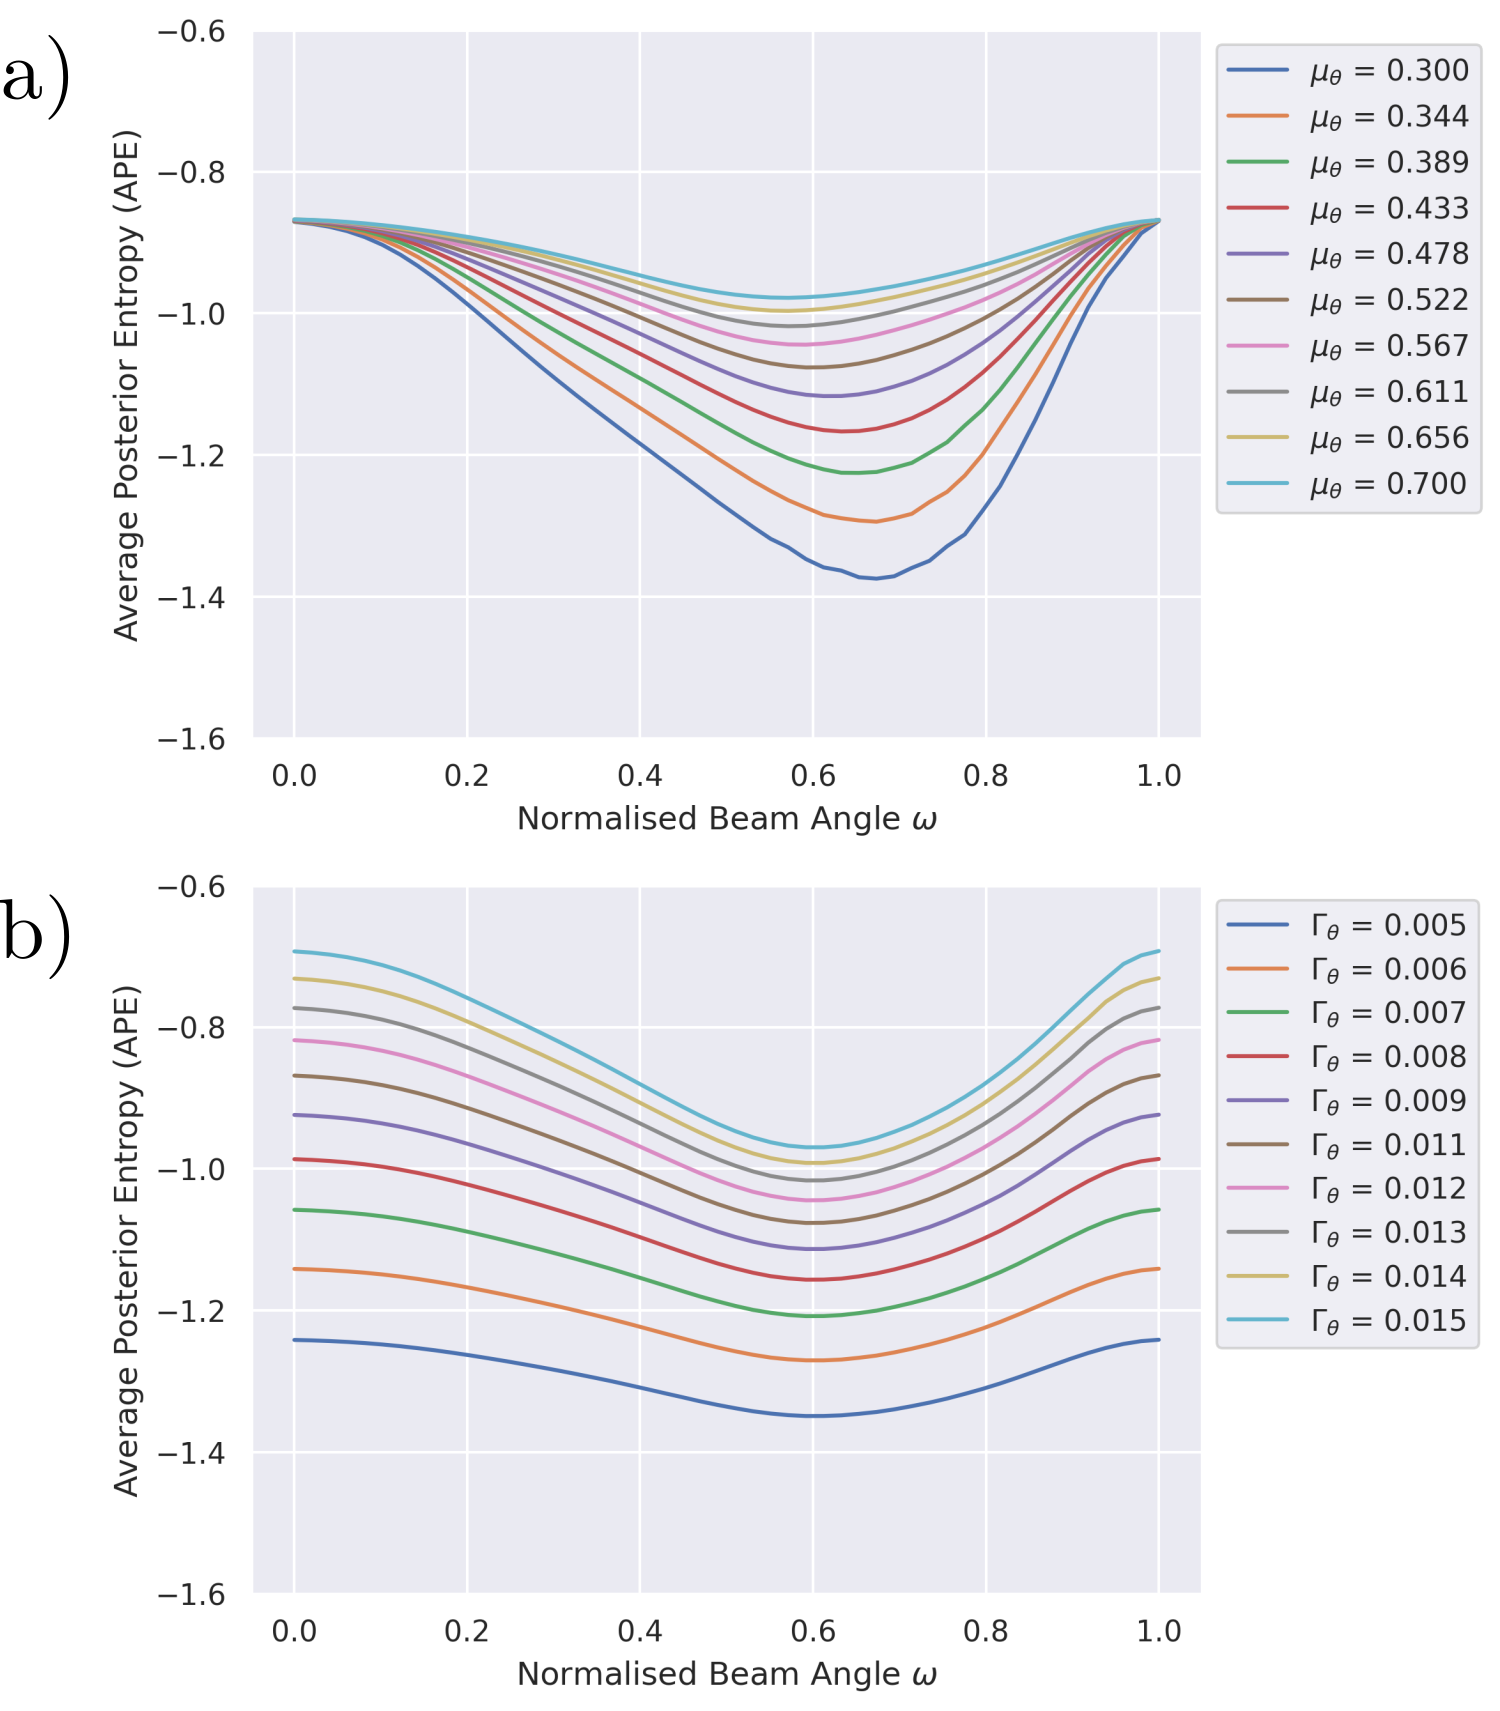 a)
Average Posterior Entropy (APE)
−0.6
−0.8
−1.0
−1.2
−1.4
−1.6
0.0 0.2 0.4 0.6 0.8 1.0
Normalised Beam Angle ω
μθ = 0.300
μθ = 0.344
μθ = 0.389
μθ = 0.433
μθ = 0.478
μθ = 0.522
μθ = 0.567
μθ = 0.611
μθ = 0.656
μθ = 0.700
b)
Average Posterior Entropy (APE)
−0.6
−0.8
−1.0
−1.2
−1.4
−1.6
0.0 0.2 0.4 0.6 0.8 1.0
Normalised Beam Angle ω
Γθ = 0.005
Γθ = 0.006
Γθ = 0.007
Γθ = 0.008
Γθ = 0.009
Γθ = 0.011
Γθ = 0.012
Γθ = 0.013
Γθ = 0.014
Γθ = 0.015